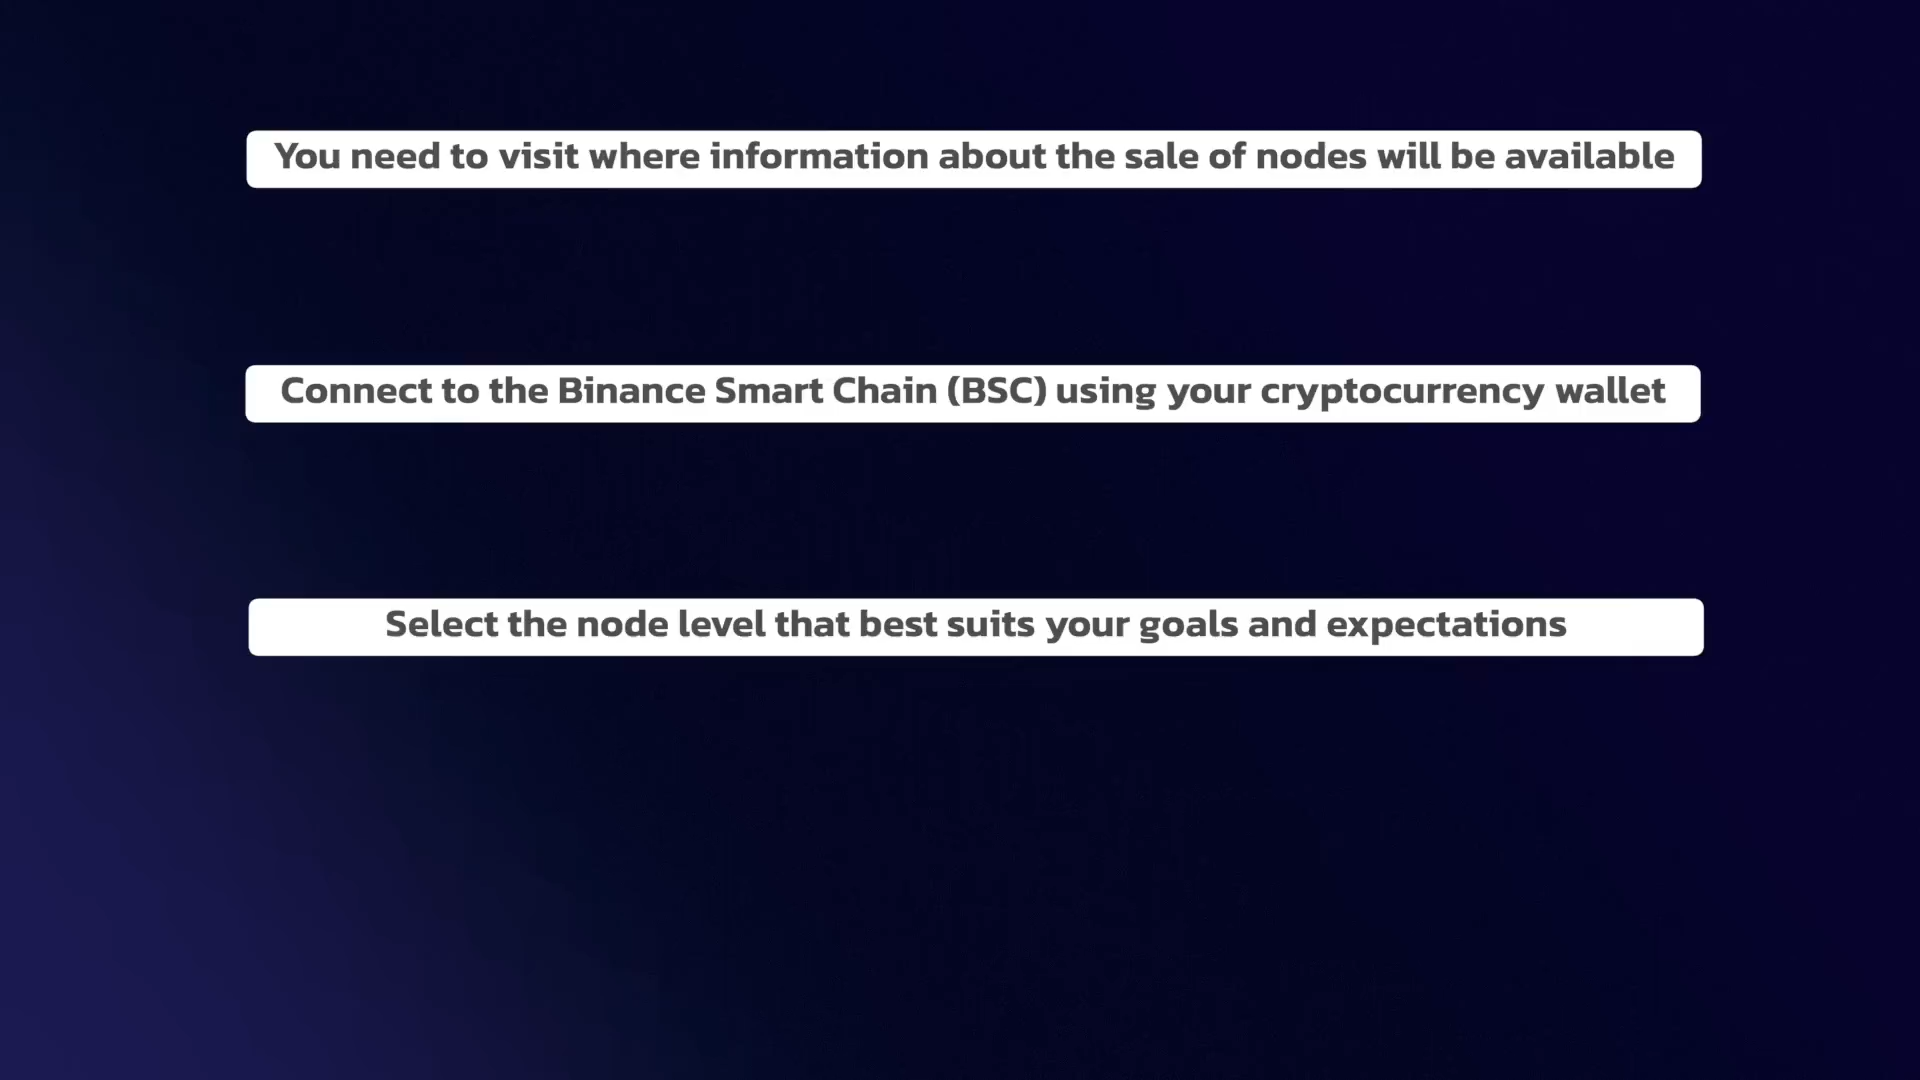 You need to visit where information about the sale of nodes will be available
Connect to the Binance Smart Chain (BSC) using your cryptocurrency wallet
Select the node level that best suits your goals and expectations